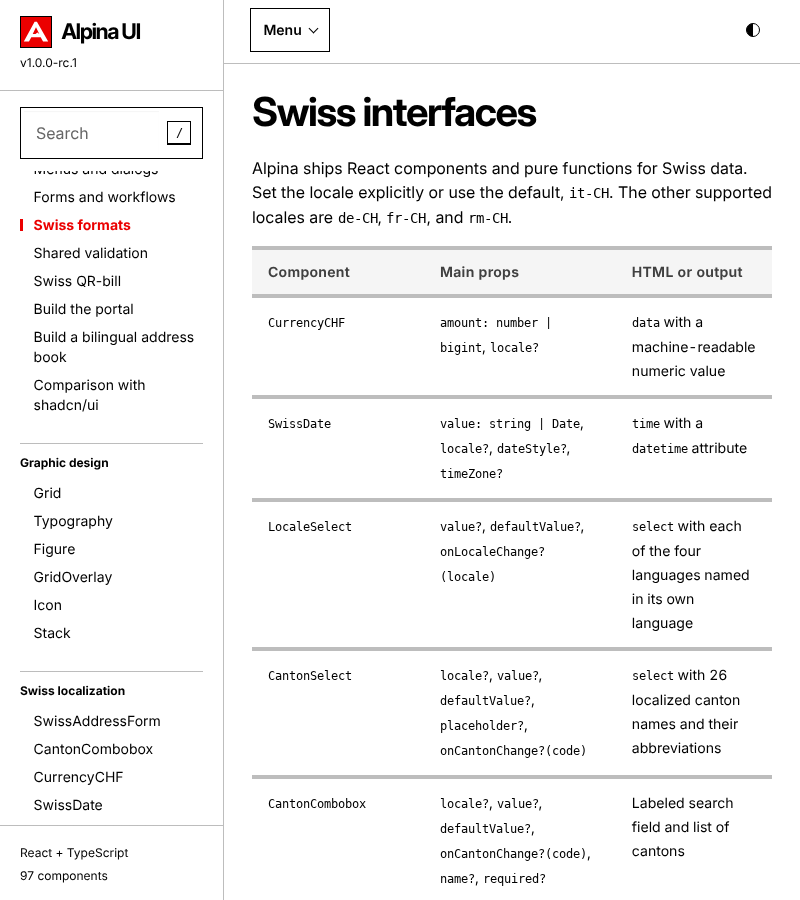 Alpina UI
v1.0.0-rc.1
Search
/
Menus and dialogs
Forms and workflows
Swiss formats
Shared validation
Swiss QR-bill
Build the portal
Build a bilingual address
book
Comparison with
shadcn/ui
Graphic design
Grid
Typography
Figure
GridOverlay
Icon
Stack
Swiss localization
SwissAddressForm
CantonCombobox
CurrencyCHF
SwissDate
React + TypeScript
97 components
Menu
Swiss interfaces
Alpina ships React components and pure functions for Swiss data.
Set the locale explicitly or use the default, it-CH. The other supported
locales are de-CH, fr-CH, and rm-CH.
Component
Main props
HTML or output
CurrencyCHF
amount: number |
bigint, locale?
data with a
machine-readable
numeric value
SwissDate
value: string | Date,
locale?, dateStyle?,
timeZone?
time with a
datetime attribute
LocaleSelect
value?, defaultValue?,
onLocaleChange?
(locale)
select with each
of the four
languages named
in its own
language
CantonSelect
locale?, value?,
defaultValue?,
placeholder?,
onCantonChange?(code)
select with 26
localized canton
names and their
abbreviations
CantonCombobox
locale?, value?,
defaultValue?,
onCantonChange?(code),
name?, required?
Labeled search
field and list of
cantons